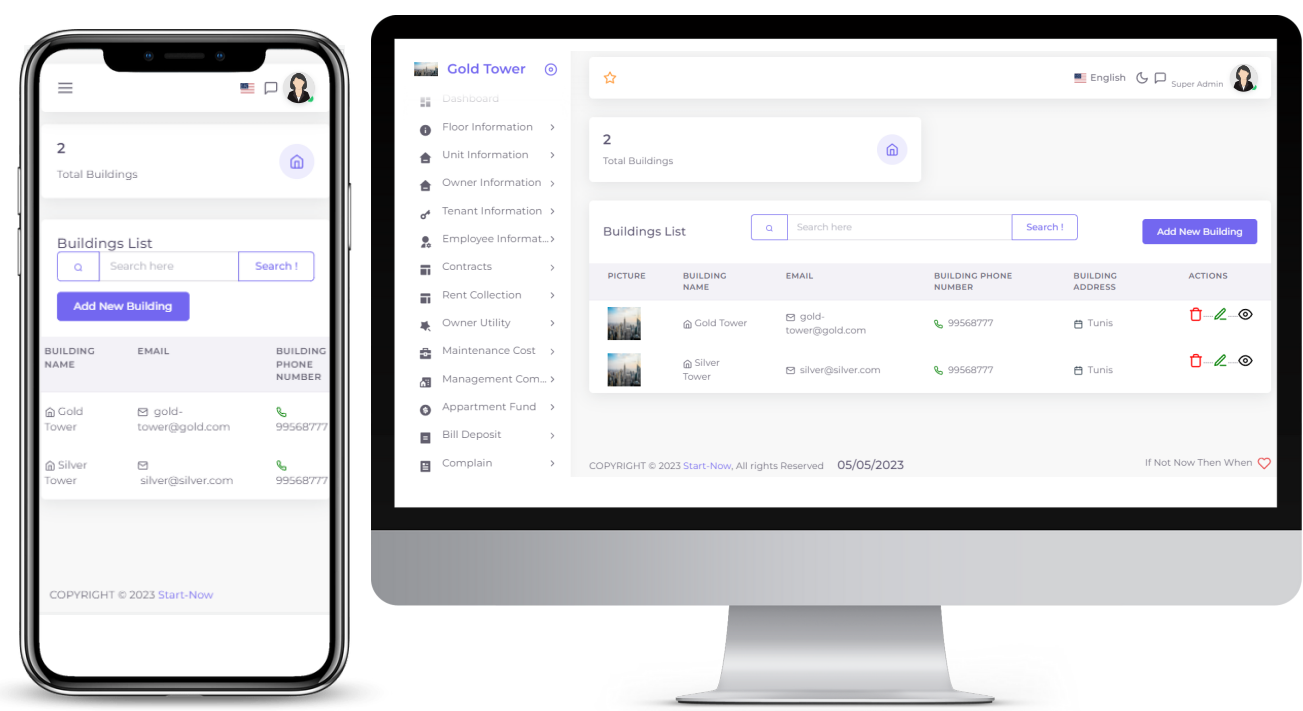 2
Total Buildings
Buildings List
Search here
Search !
Add New Building
BUILDING NAME
EMAIL
BUILDING PHONE NUMBER
Gold Tower
gold-tower@gold.com
99568777
Silver Tower
silver@silver.com
99568777
COPYRIGHT © 2023 Start-Now
Gold Tower
Dashboard
Floor Information
Unit Information
Owner Information
Tenant Information
Employee Informat...
Contracts
Rent Collection
Owner Utility
Maintenance Cost
Management Com...
Appartment Fund
Bill Deposit
Complain
English
Super Admin
2
Total Buildings
Buildings List
Search here
Search !
Add New Building
PICTURE
BUILDING NAME
EMAIL
BUILDING PHONE NUMBER
BUILDING ADDRESS
ACTIONS
Gold Tower
gold-tower@gold.com
99568777
Tunis
Silver Tower
silver@silver.com
99568777
Tunis
COPYRIGHT © 2023 Start-Now, All rights Reserved 05/05/2023
If Not Now Then When